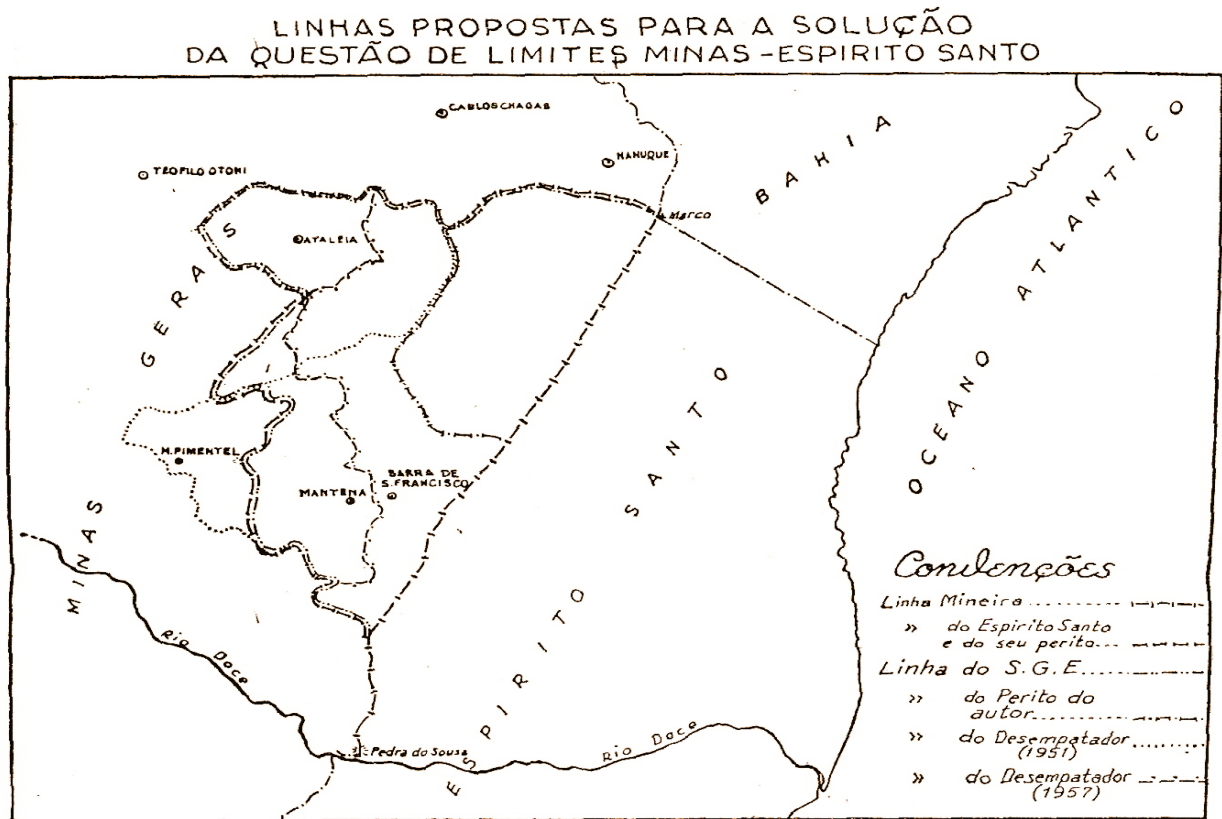 LINHAS PROPOSTAS PARA A SOLUÇÃO
DA QUESTÃO DE LIMITES MINAS-ESPIRITO SANTO
CARLOS CHAGAS
TEOFILO OTONI
NANUQUE
BAHIA
Marco
ATALEIA
MINAS GERAS
OCEANO ATLANTICO
ESPIRITO SANTO
M. PIMENTEL
MANTENA
BARRA DE
S. FRANCISCO
Rio Doce
Pedra do Sousa
Rio Doce
Convenções
Linha Mineira ..........
» do Espirito Santo
e do seu perito...
Linha do S.G.E.....
» do Perito do
autor..............
» do Desempatador ........
(1951)
» do Desempatador
(1957)